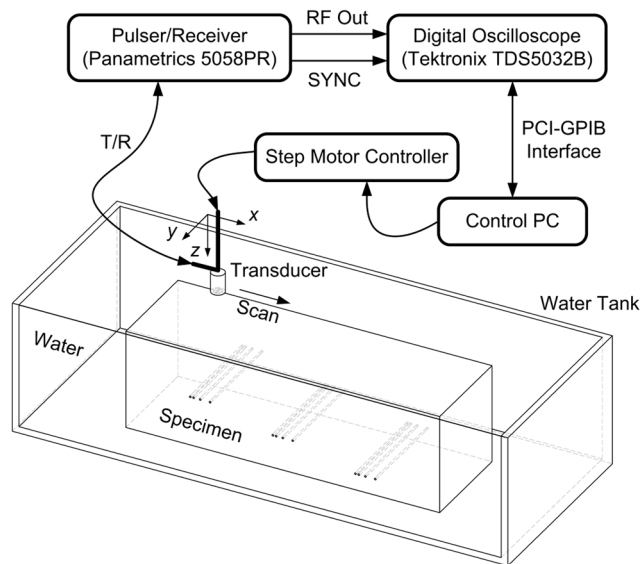 Pulser/Receiver
(Panametrics 5058PR)
RF Out
SYNC
Digital Oscilloscope
(Tektronix TDS5032B)
T/R
Step Motor Controller
PCI-GPIB
Interface
Control PC
x
y
z
Transducer
Scan
Water Tank
Water
Specimen